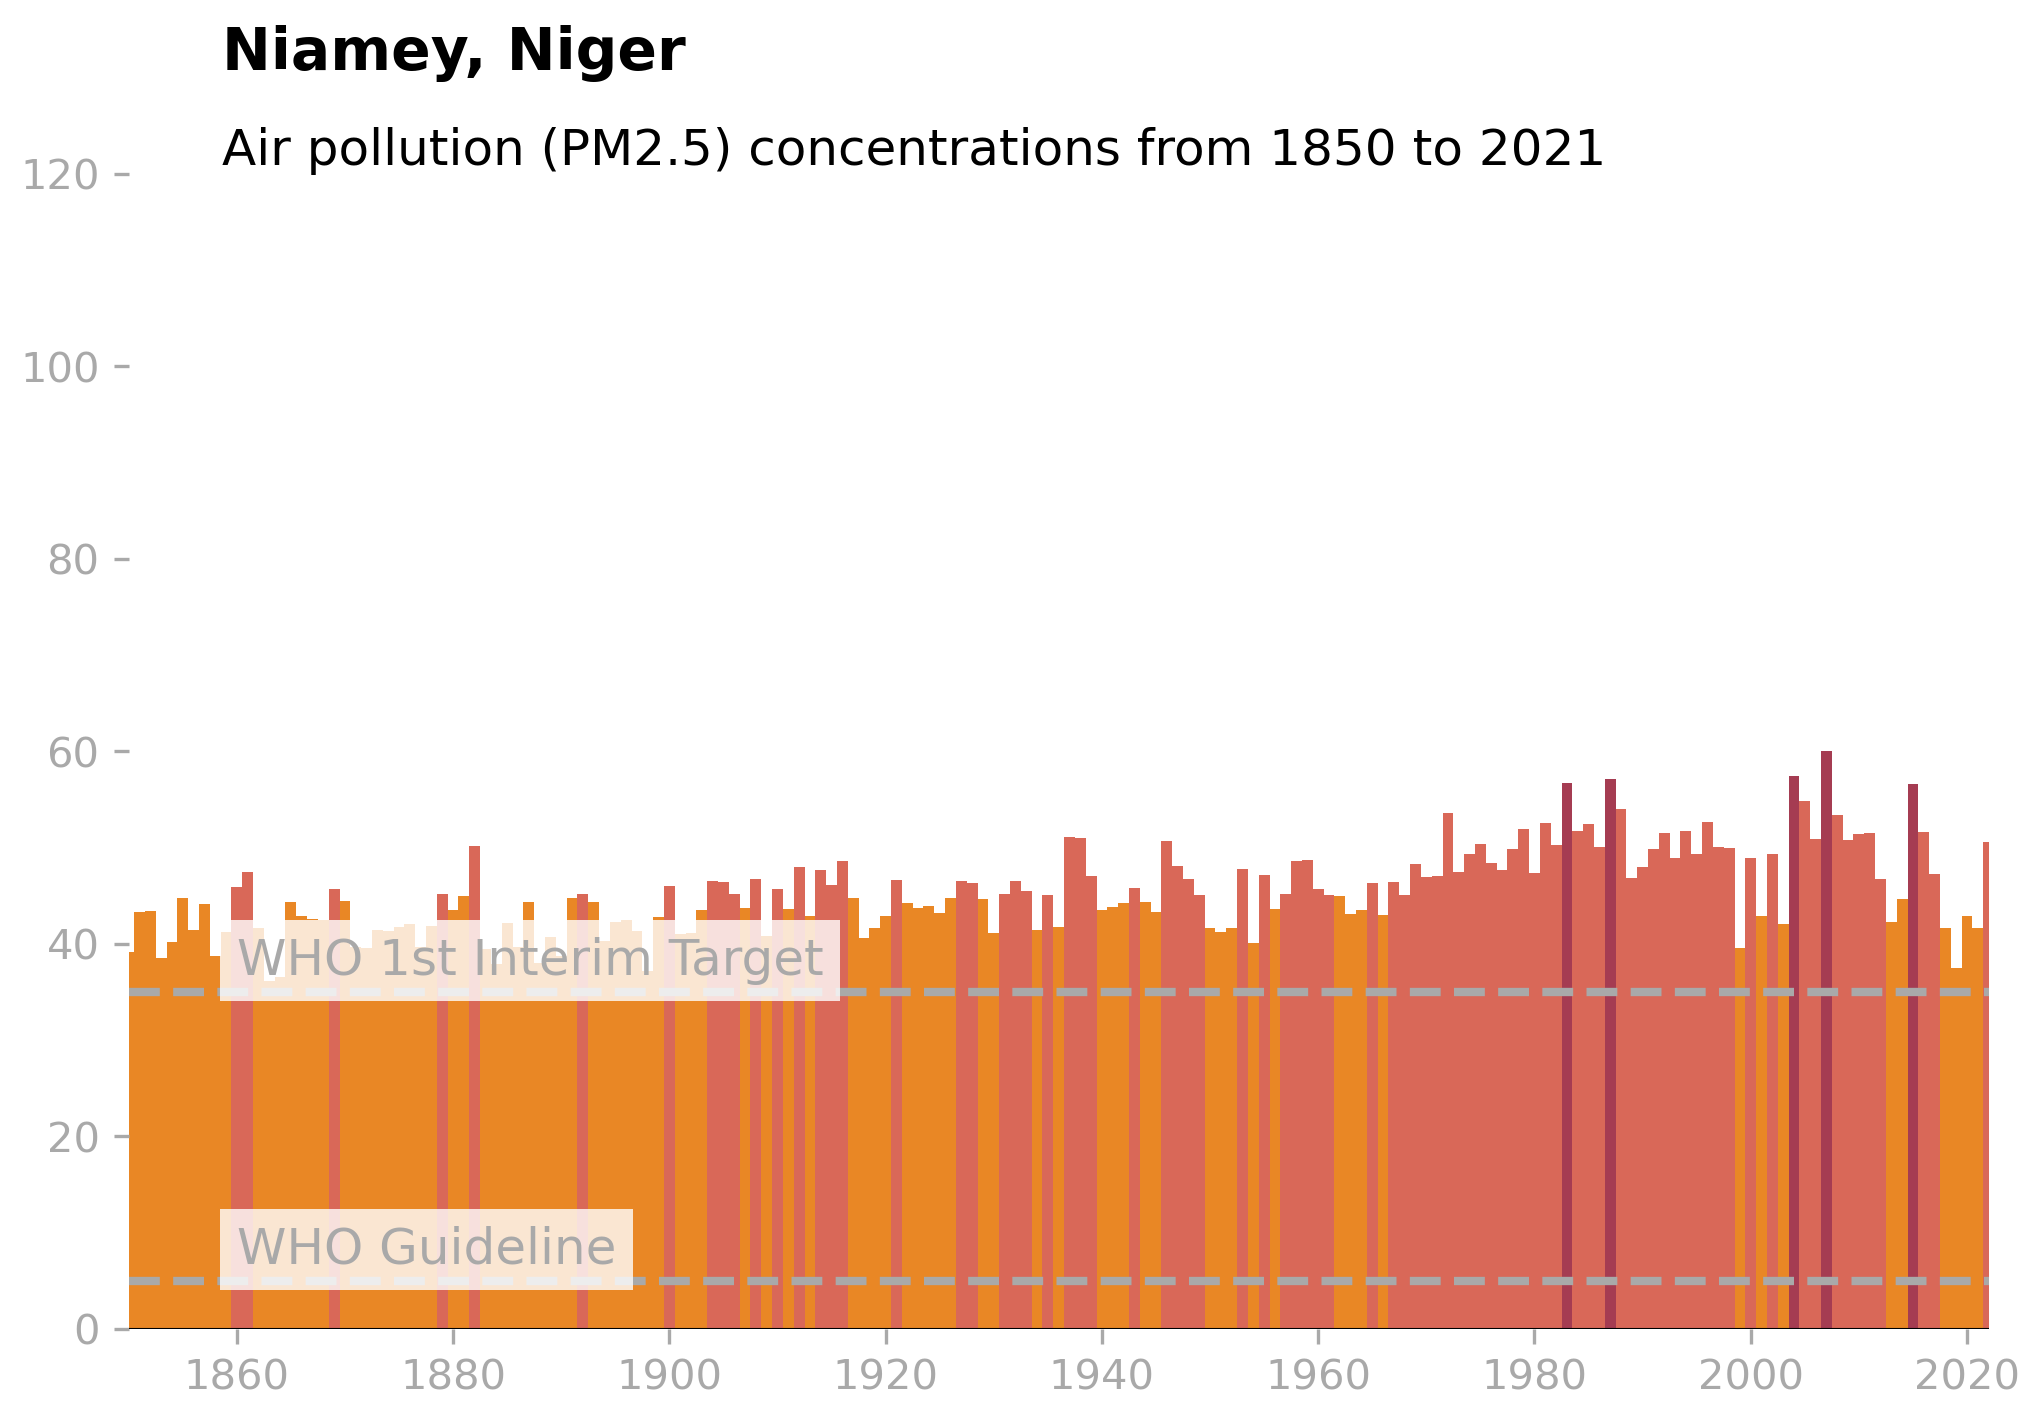 Niamey, Niger
Air pollution (PM2.5) concentrations from 1850 to 2021
120
100
80
60
40
20
0
WHO 1st Interim Target
WHO Guideline
1860 1880 1900 1920 1940 1960 1980 2000 2020